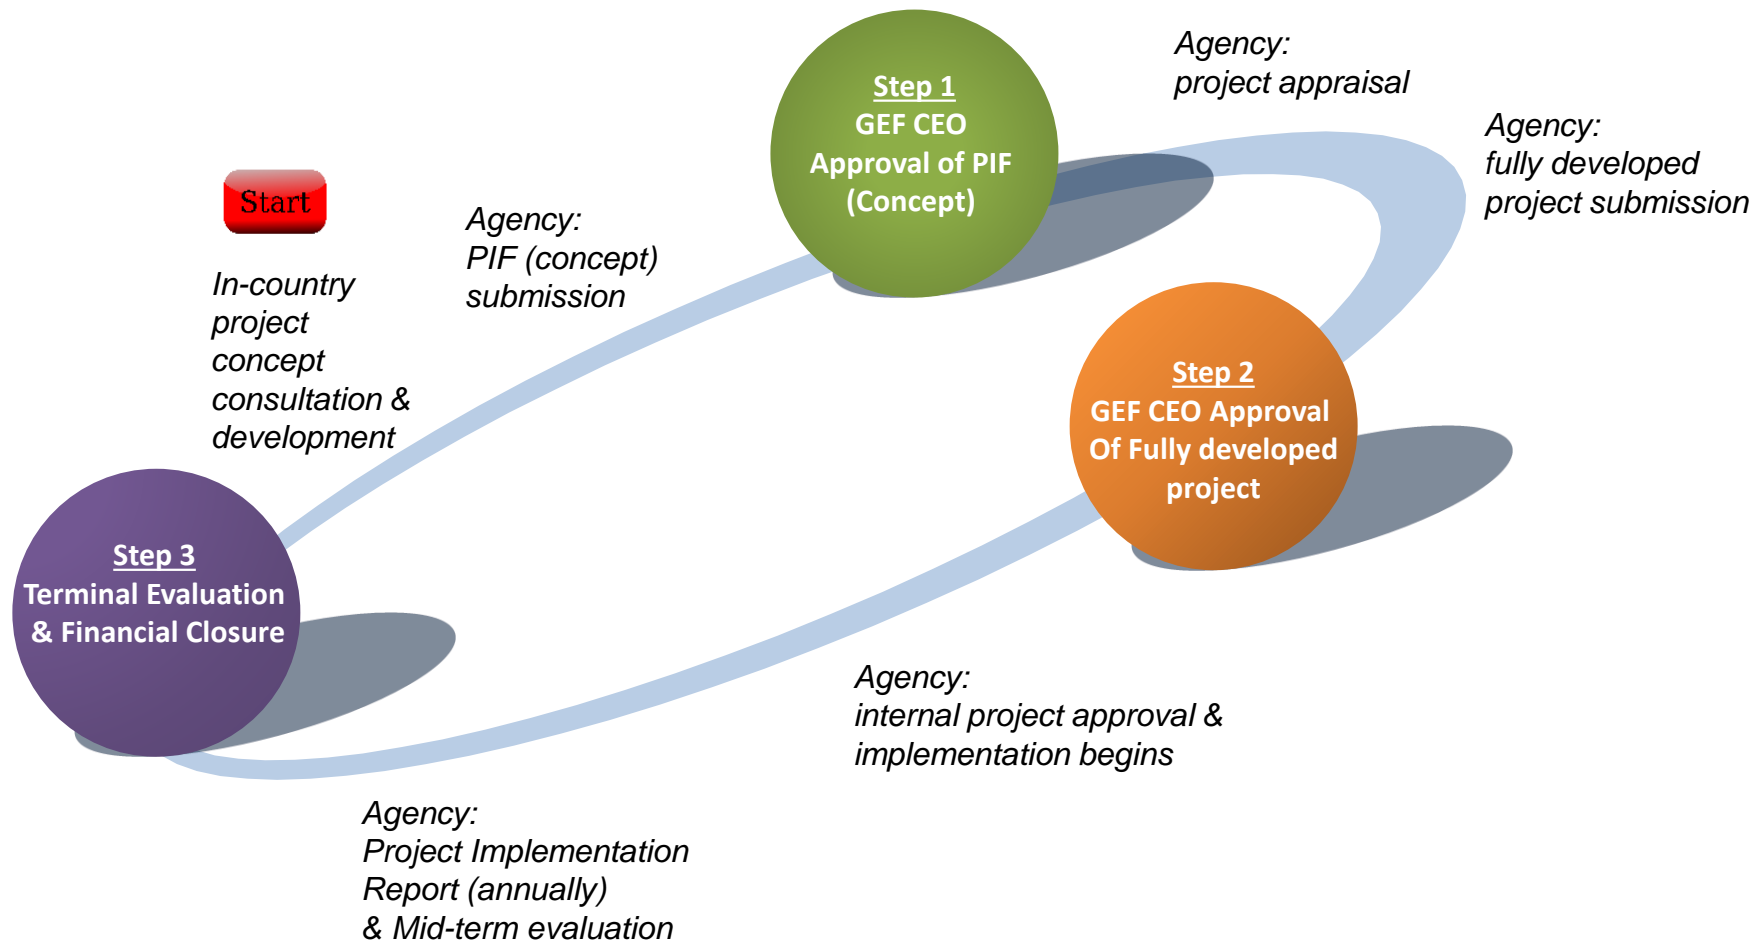 Start
In-country
project
concept
consultation &
development
Agency:
PIF (concept)
submission
Step 1
GEF CEO
Approval of PIF
(Concept)
Agency:
project appraisal
Agency:
fully developed
project submission
Step 2
GEF CEO Approval
Of Fully developed
project
Agency:
internal project approval &
implementation begins
Agency:
Project Implementation
Report (annually)
& Mid-term evaluation
Step 3
Terminal Evaluation
& Financial Closure